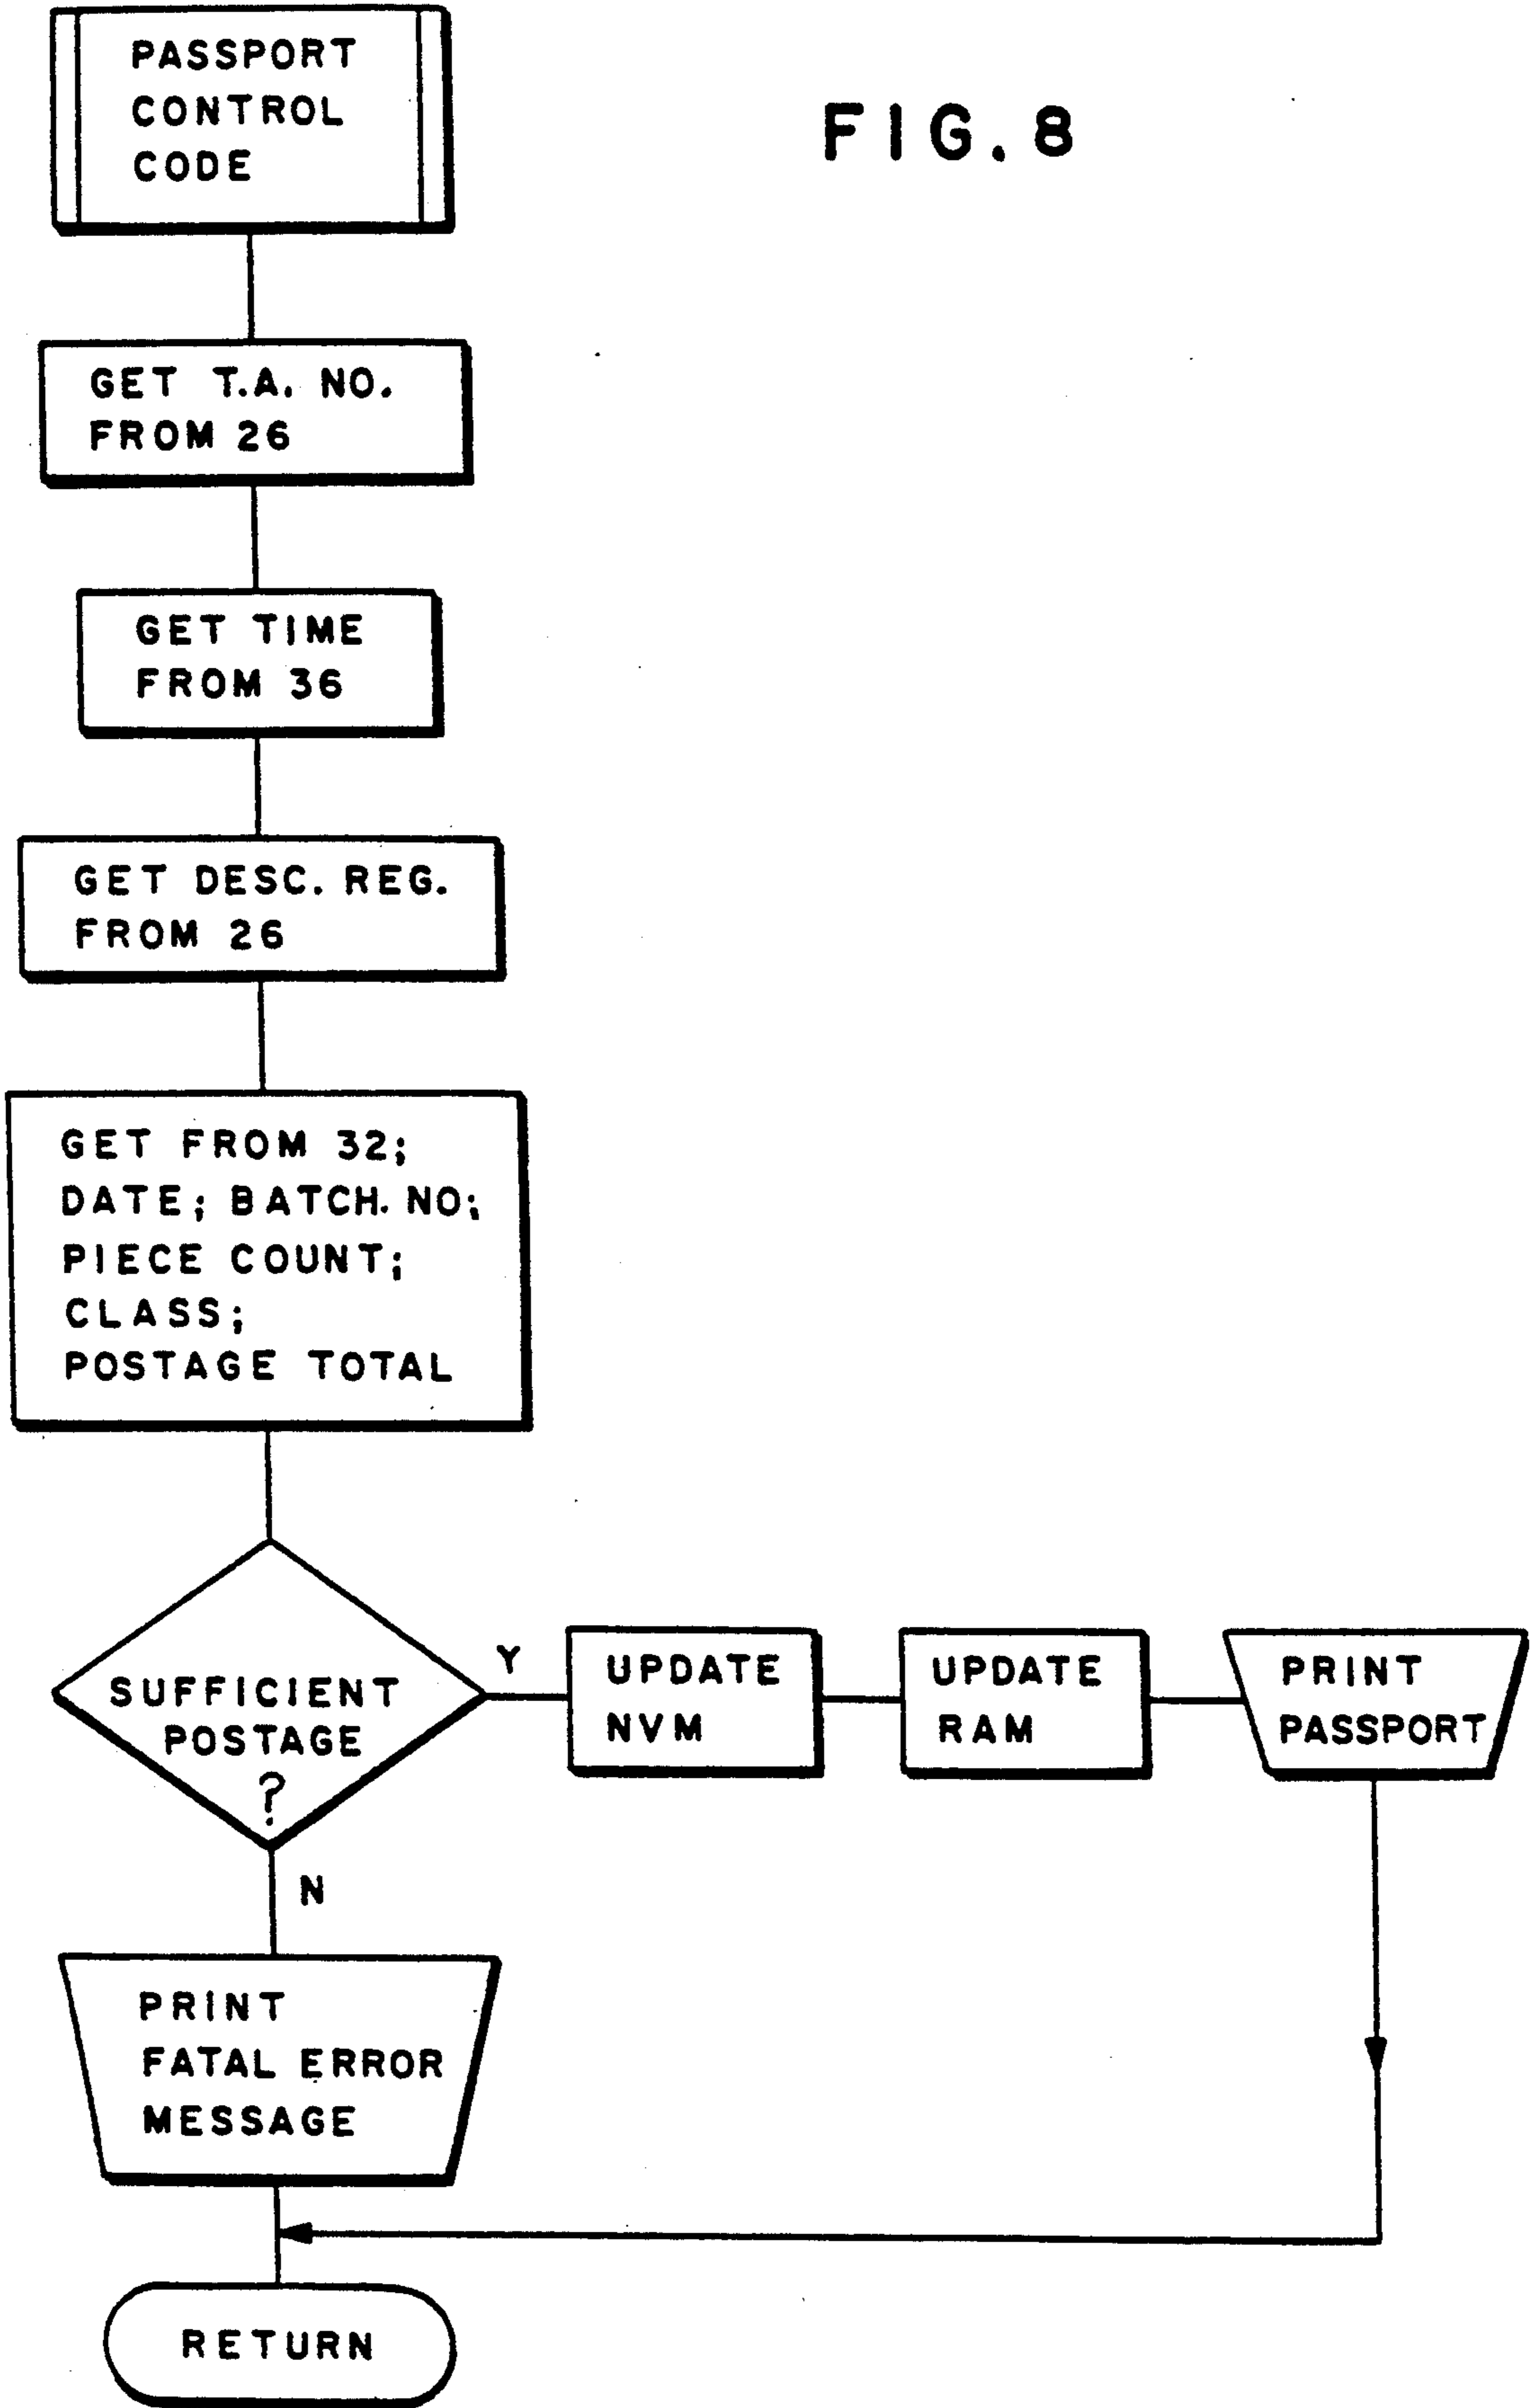 PASSPORT
CONTROL
CODE
FIG. 8
GET T.A. NO.
FROM 26
GET TIME
FROM 36
GET DESC. REG.
FROM 26
GET FROM 32;
DATE; BATCH. NO;
PIECE COUNT;
CLASS;
POSTAGE TOTAL
SUFFICIENT
POSTAGE
?
Y
UPDATE
NVM
UPDATE
RAM
PRINT
PASSPORT
N
PRINT
FATAL ERROR
MESSAGE
RETURN